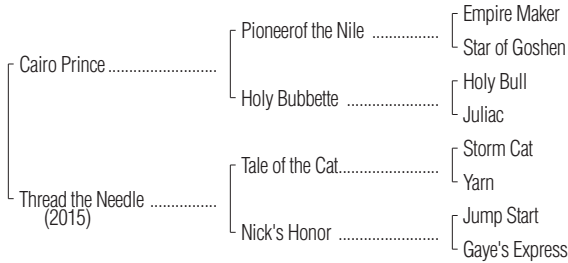 Empire Maker
Pioneerof the Nile ..................
Star of Goshen
Cairo Prince .............................
Holy Bull
Holy Bubbette .........................
Juliac
Storm Cat
Tale of the Cat...........................
Yarn
Thread the Needle ..................
(2015)
Jump Start
Nick's Honor ...........................
Gaye's Express